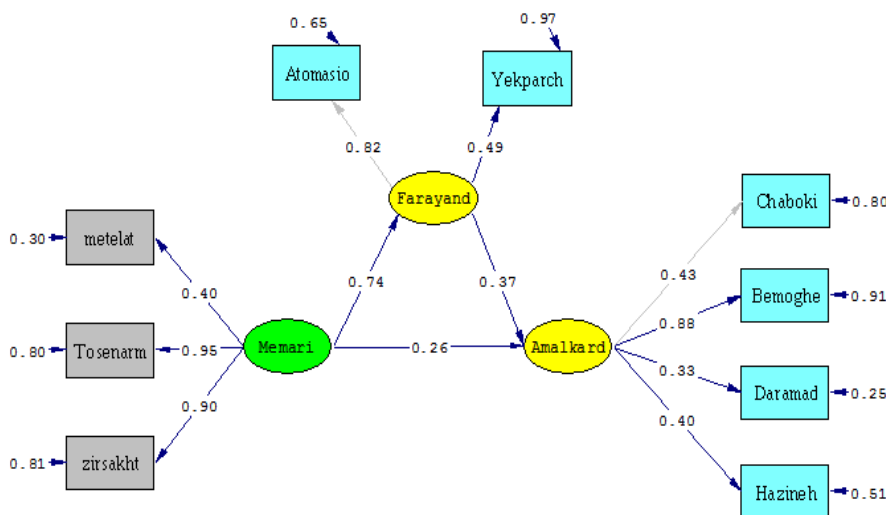 0.65
0.97
Atomasio
Yekparch
0.82
0.49
Farayand
Chaboki
0.80
metelat
0.30
0.43
0.40
0.74
0.37
Bemoghe
0.91
0.88
Tosenarm
0.80
0.95
Memari
0.26
Amalkard
0.33
Daramad
0.25
0.90
0.40
zirsakht
0.81
Hazineh
0.51